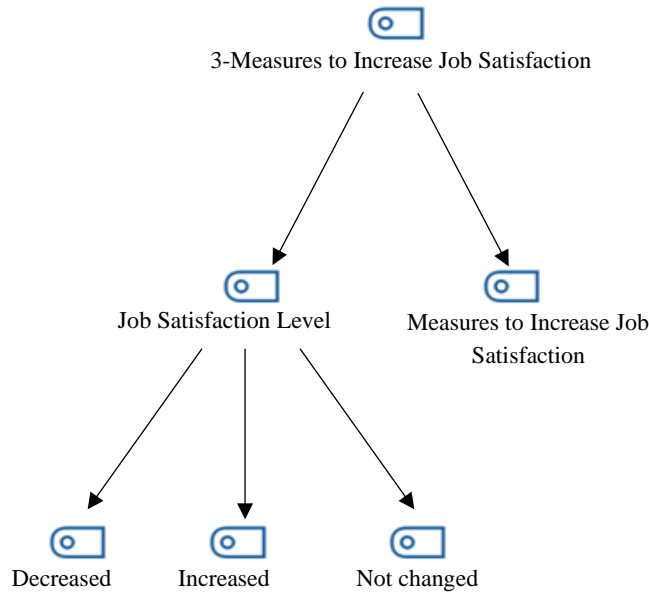 3-Measures to Increase Job Satisfaction
Job Satisfaction Level
Measures to Increase Job
Satisfaction
Decreased
Increased
Not changed